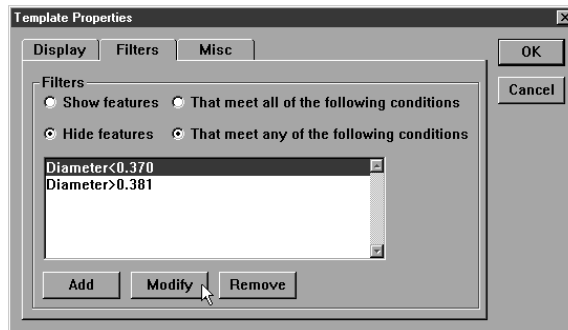 Template Properties
Display Filters Misc
OK
Cancel
Filters
Show features That meet all of the following conditions
Hide features That meet any of the following conditions
Diameter<0.370
Diameter>0.381
Add Modify Remove